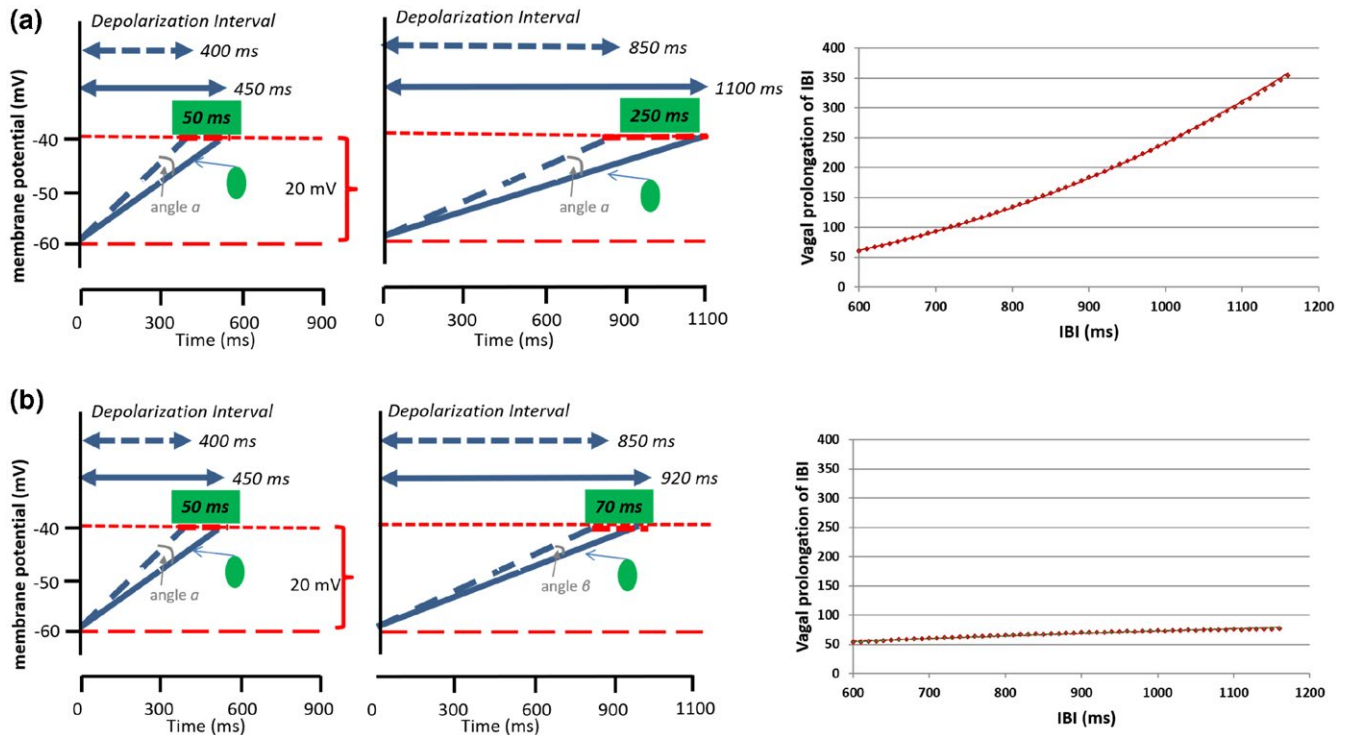 (a)
Depolarization Interval
400 ms
450 ms
50 ms
membrane potential (mV)
-40
-50
-60
angle a
20 mV
0 300 600 900
Time (ms)
Depolarization Interval
850 ms
1100 ms
250 ms
angle a
0 300 600 900 1100
Time (ms)
Vagal prolongation of IBI
400
350
300
250
200
150
100
50
0
600 700 800 900 1000 1100 1200
IBI (ms)
(b)
Depolarization Interval
400 ms
450 ms
50 ms
membrane potential (mV)
-40
-50
-60
angle a
20 mV
0 300 600 900
Time (ms)
Depolarization Interval
850 ms
920 ms
70 ms
angle β
0 300 600 900 1100
Time (ms)
Vagal prolongation of IBI
400
350
300
250
200
150
100
50
0
600 700 800 900 1000 1100 1200
IBI (ms)